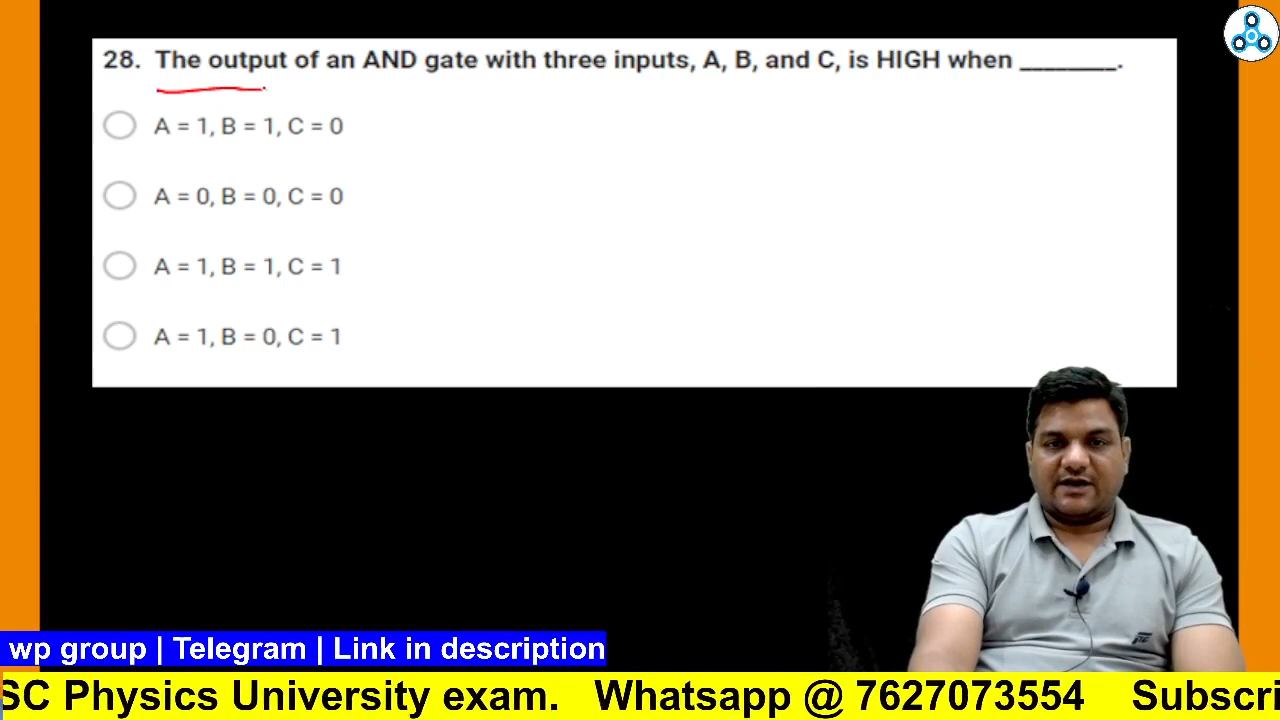 28. The output of an AND gate with three inputs, A, B, and C, is HIGH when ________.
A = 1, B = 1, C = 0
A = 0, B = 0, C = 0
A = 1, B = 1, C = 1
A = 1, B = 0, C = 1
wp group | Telegram | Link in description
SC Physics University exam. Whatsapp @ 7627073554 Subscri